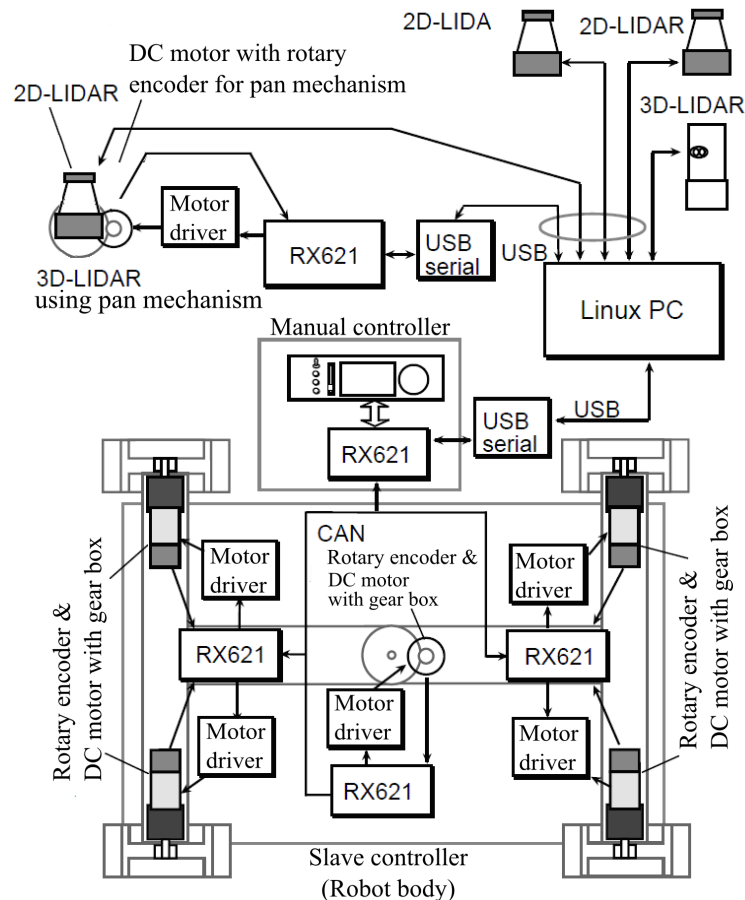 2D-LIDA
2D-LIDAR
DC motor with rotary
encoder for pan mechanism
2D-LIDAR
3D-LIDAR
Motor
driver
RX621
USB
serial
USB
3D-LIDAR
using pan mechanism
Linux PC
Manual controller
RX621
USB
serial
USB
CAN
Rotary encoder &
DC motor
with gear box
Motor
driver
Motor
driver
Rotary encoder &
DC motor with gear box
Rotary encoder &
DC motor with gear box
RX621
RX621
Motor
driver
Motor
driver
Motor
driver
RX621
Slave controller
(Robot body)